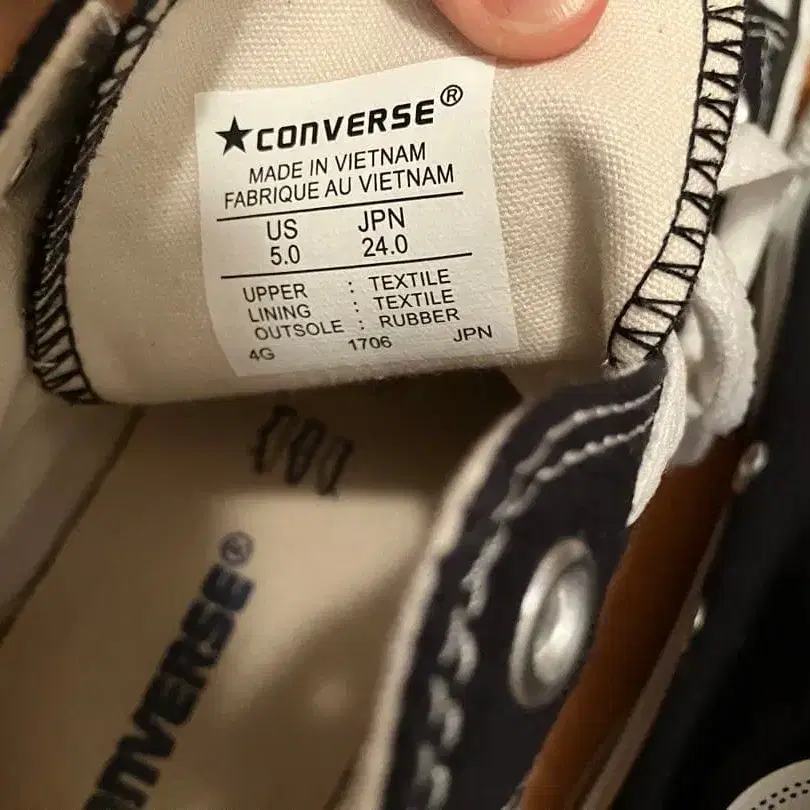 ★CONVERSE®
MADE IN VIETNAM
FABRIQUE AU VIETNAM
US JPN
5.0 24.0
UPPER : TEXTILE
LINING : TEXTILE
OUTSOLE : RUBBER
4G 1706 JPN
CONVERSE®